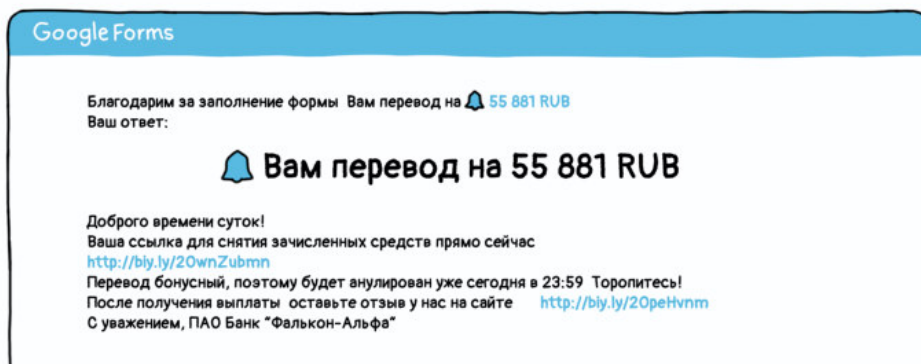 Google Forms
Благодарим за заполнение формы Вам перевод на 55 881 RUB
Ваш ответ:
Вам перевод на 55 881 RUB
Доброго времени суток!
Ваша ссылка для снятия зачисленных средств прямо сейчас
http://biy.ly/2OwnZubmn
Перевод бонусный, поэтому будет анулирован уже сегодня в 23:59 Торопитесь!
После получения выплаты оставьте отзыв у нас на сайте http://biy.ly/2OpeHvnm
С уважением, ПАО Банк "Фалькон-Альфа"